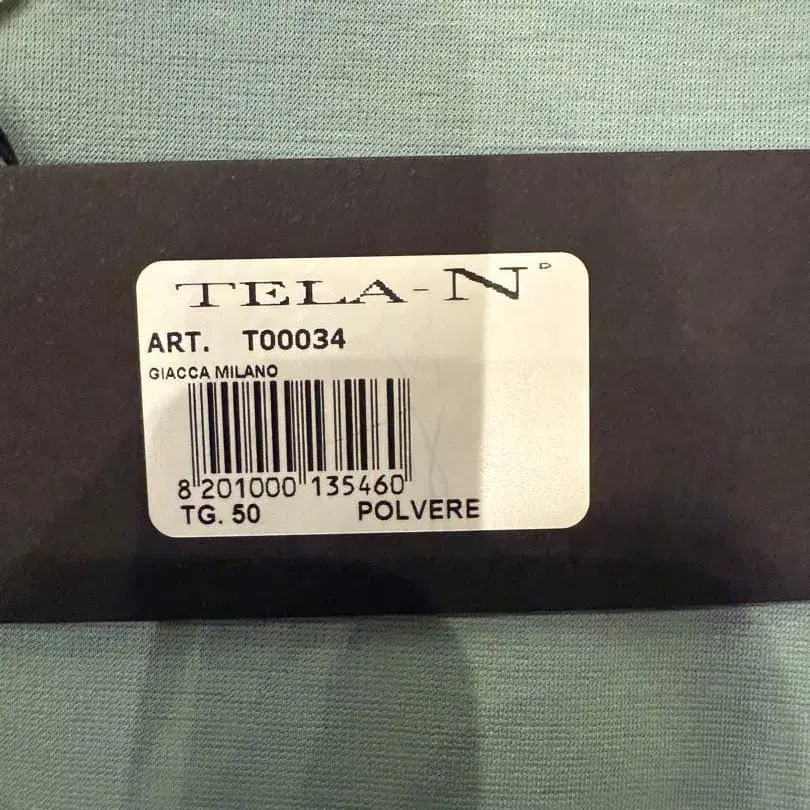 TELA-N D
ART. T00034
GIACCA MILANO
8 201000 135460
TG. 50 POLVERE